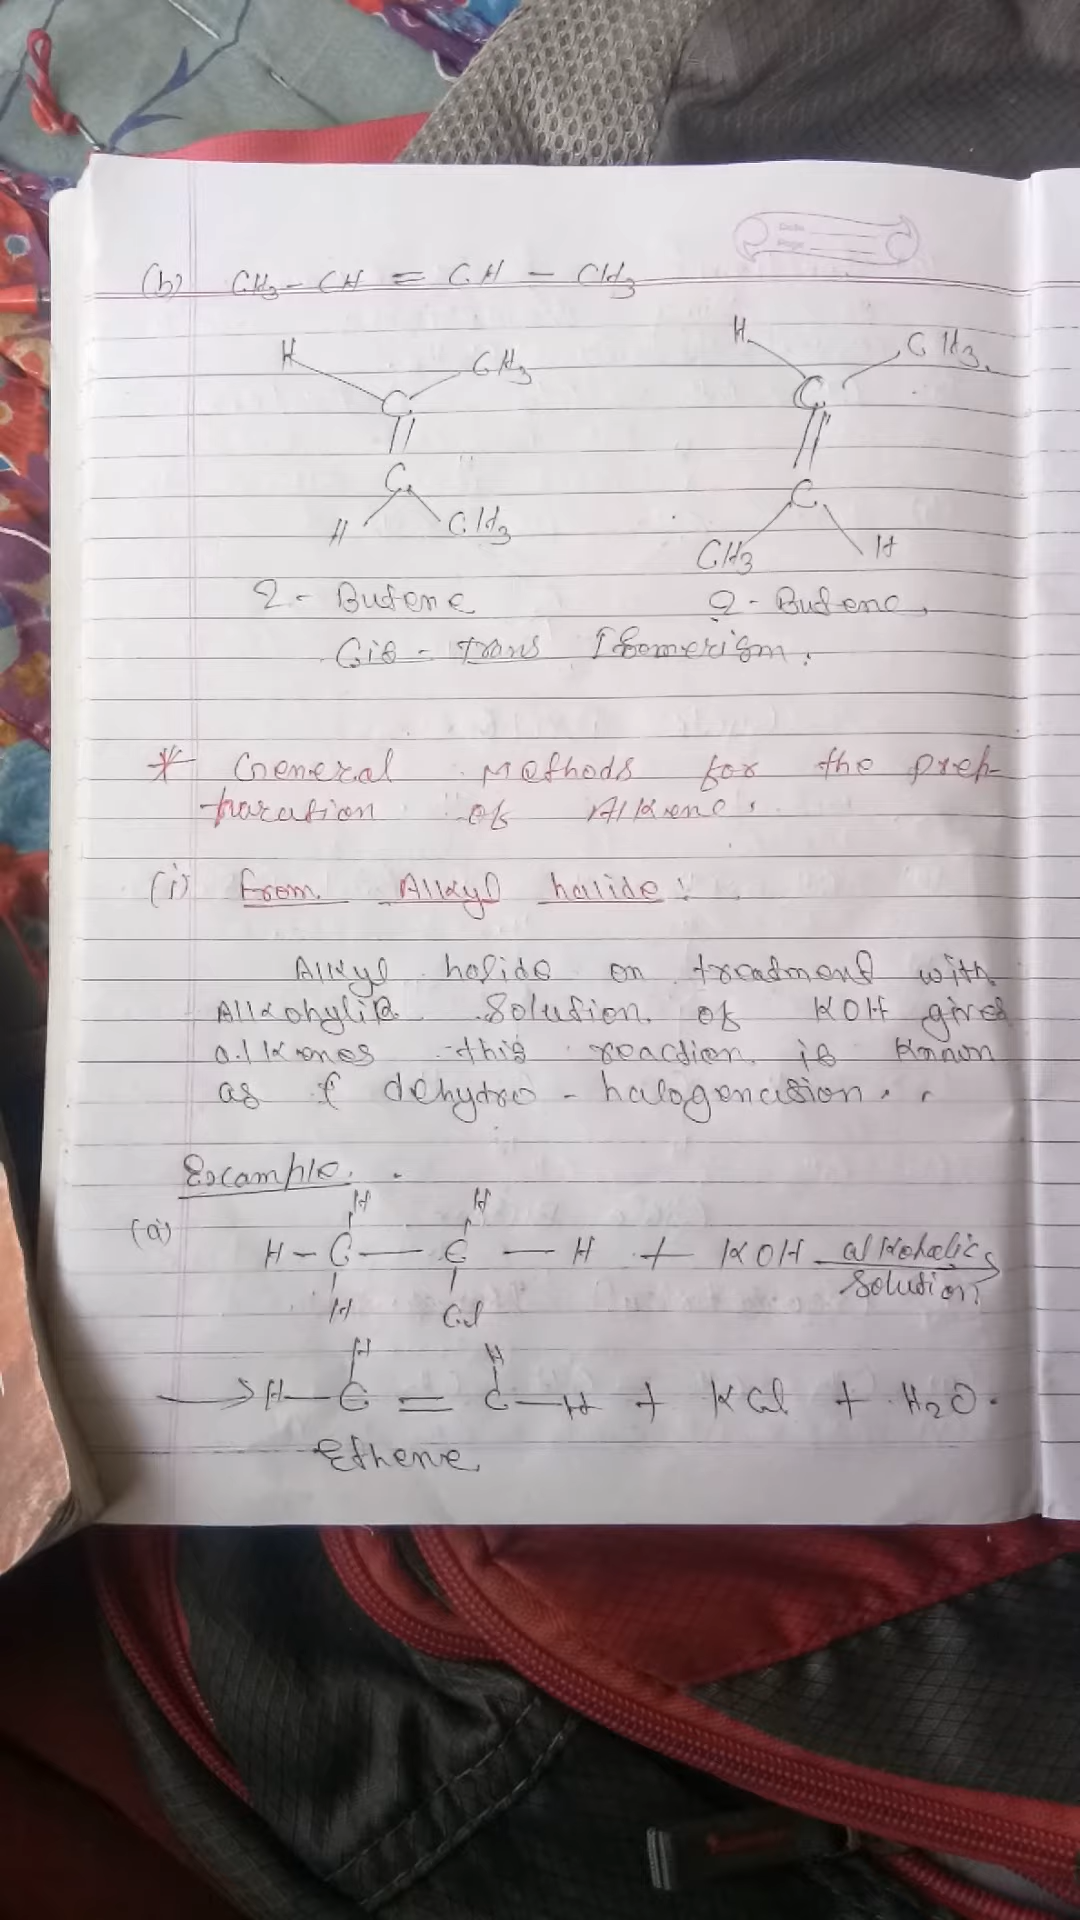 Date
Page
(b) CH3 - CH = CH - CH3
H CH3 H CH3
C C
|| ||
C C
H CH3 CH3 H
2 - Butene 2 - Butene
Cis - trans Isomerism.
* General Methods for the prep-
-paration of Alkene.
(i) From Alkyl halide :
Alkyl halide on treatment with
Alkohylic Solution of KOH gives
alkenes this reaction is known
as dehydro - halogenation.
Example.
(a)
H H
H - C — C — H + KOH alkoholic
H Cl Solution
H H
→ H — C = C — H + KCl + H2O.
Ethene